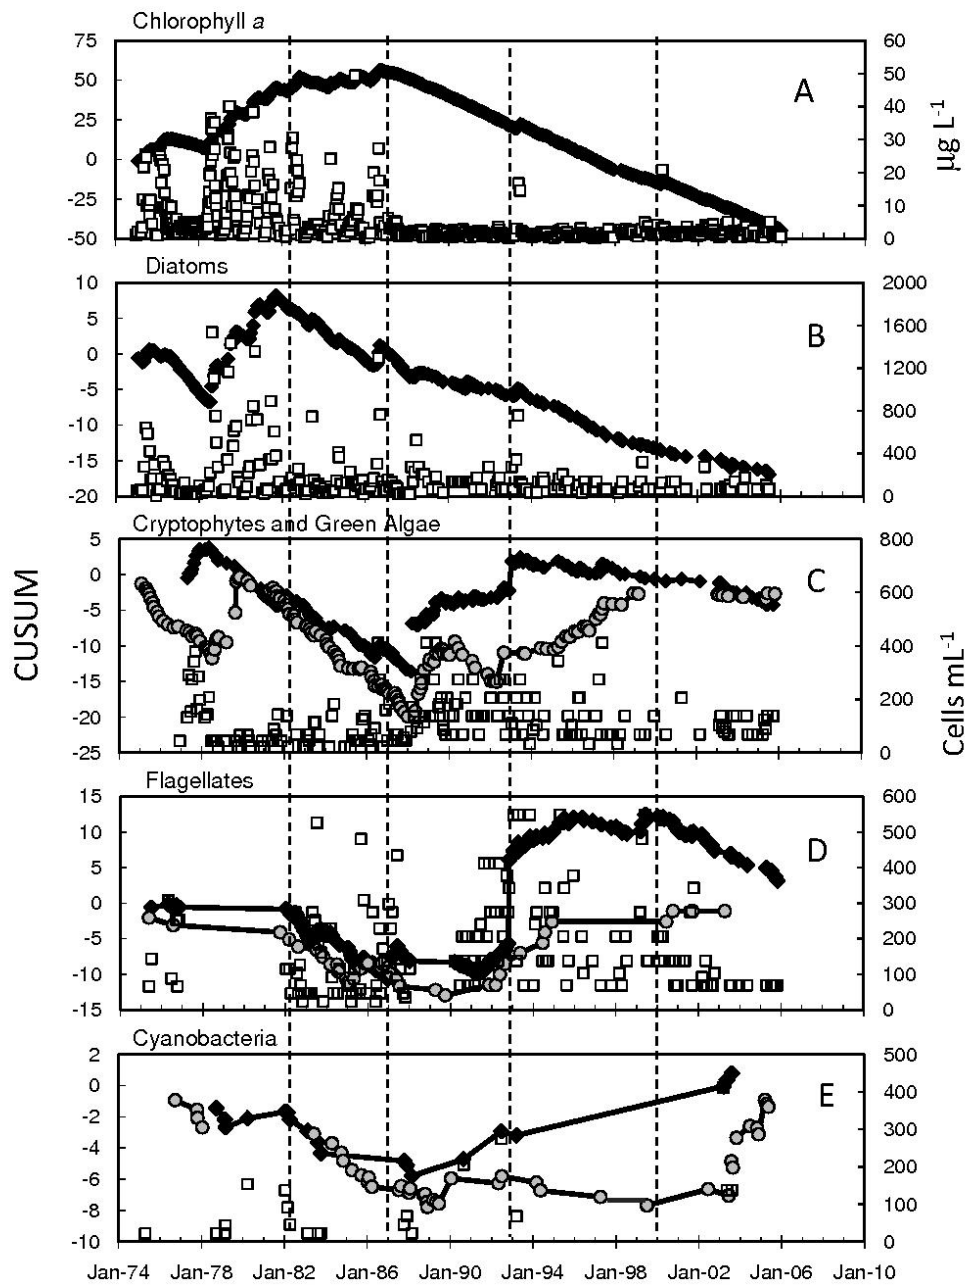 Chlorophyll a
75 60
50 50
25 40
0 30
-25 20
-50 10
0
A
µg L⁻¹
Diatoms
10 2000
5 1600
0 1200
-5 800
-10 400
-15 0
-20
B
Cryptophytes and Green Algae
5 800
0 600
-5 400
-10 200
-15 0
-20
-25
C
CUSUM
Cells mL⁻¹
Flagellates
15 600
10 500
5 400
0 300
-5 200
-10 100
-15 0
D
Cyanobacteria
2 500
0 400
-2 300
-4 200
-6 100
-8 0
-10
E
Jan-74 Jan-78 Jan-82 Jan-86 Jan-90 Jan-94 Jan-98 Jan-02 Jan-06 Jan-10